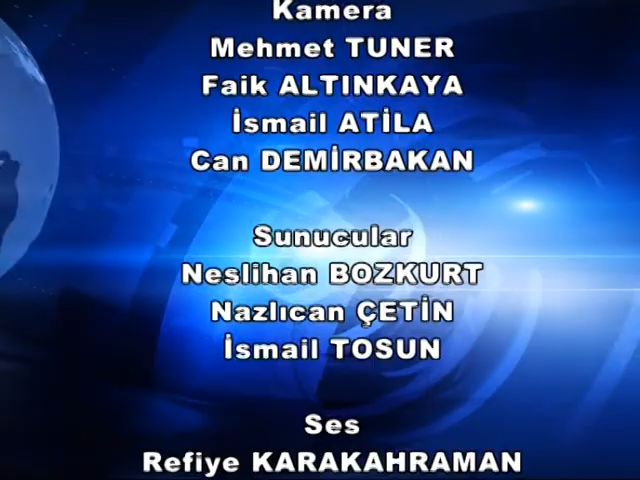 Kamera
Mehmet TUNER
Faik ALTINKAYA
İsmail ATİLA
Can DEMİRBAKAN
Sunucular
Neslihan BOZKURT
Nazlıcan ÇETİN
İsmail TOSUN
Ses
Refiye KARAKAHRAMAN